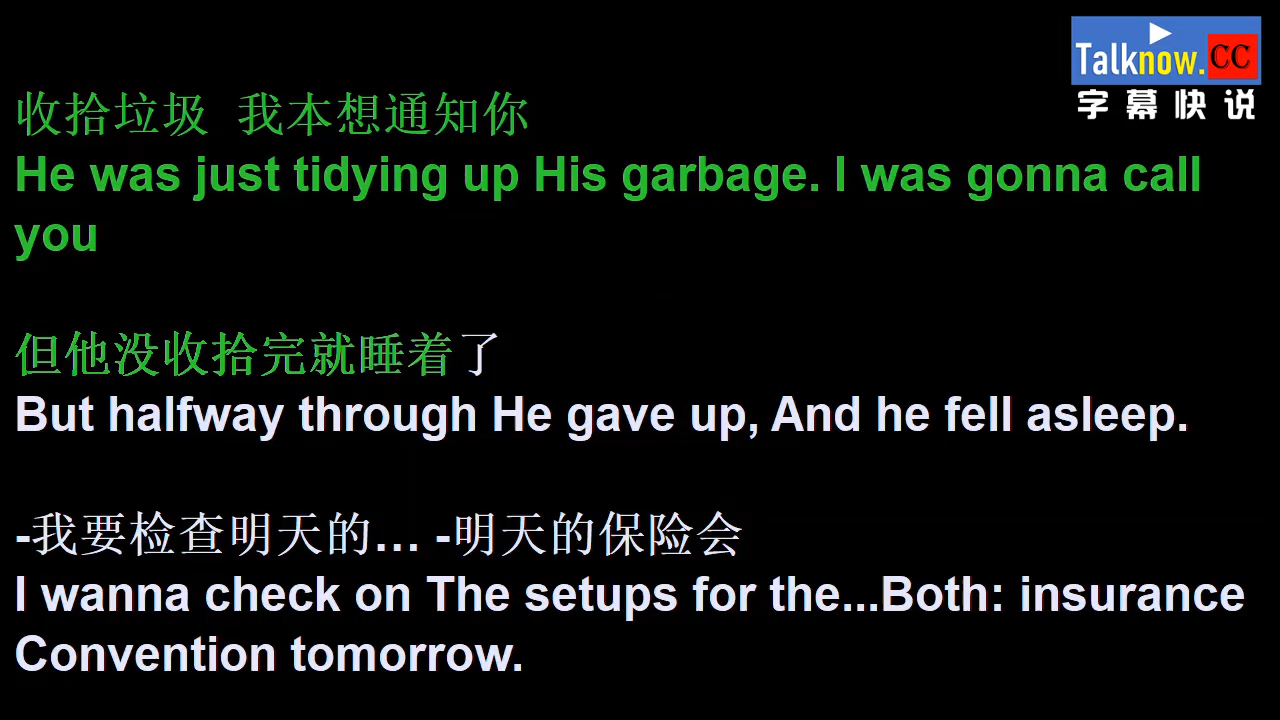 Talknow.CC
字幕快说
收拾垃圾 我本想通知你
He was just tidying up His garbage. I was gonna call
you
但他没收拾完就睡着了
But halfway through He gave up, And he fell asleep.
-我要检查明天的... -明天的保险会
I wanna check on The setups for the...Both: insurance
Convention tomorrow.